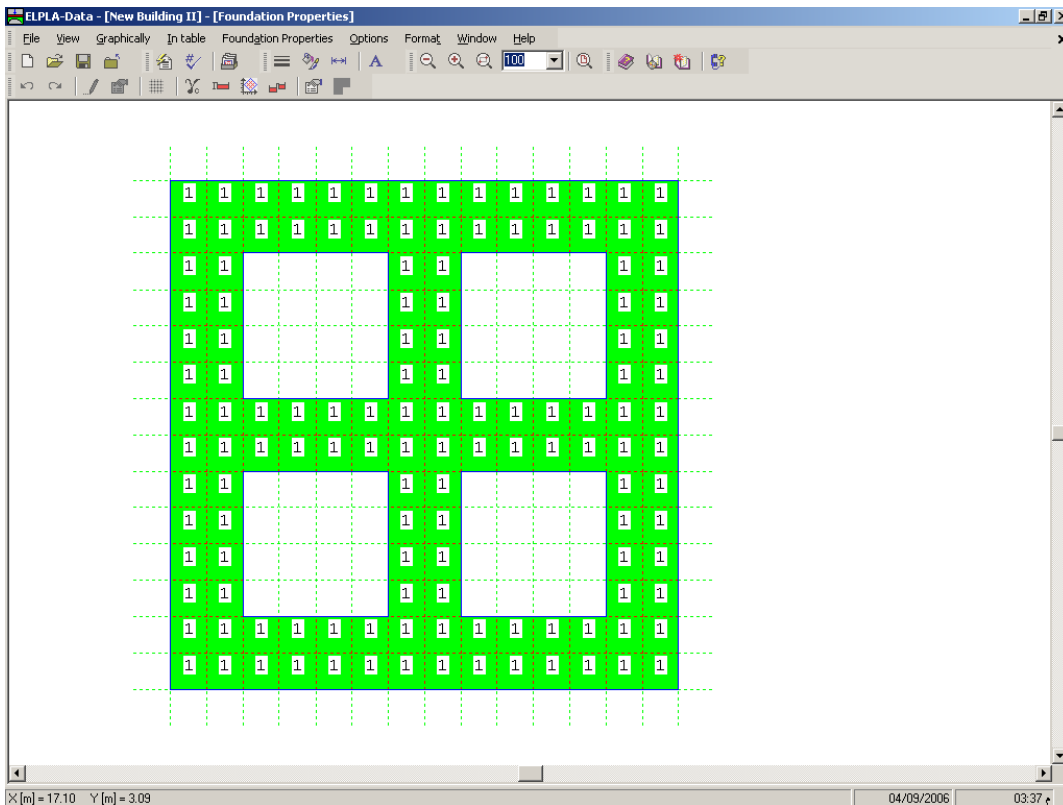 ELPLA-Data - [New Building II] - [Foundation Properties]
File View Graphically In table Foundation Properties Options Format Window Help
A 100
1 1 1 1 1 1 1 1 1 1 1 1 1 1
1 1 1 1 1 1 1 1 1 1 1 1 1 1
1 1 1 1 1 1
1 1 1 1 1 1
1 1 1 1 1 1
1 1 1 1 1 1
1 1 1 1 1 1 1 1 1 1 1 1 1 1
1 1 1 1 1 1 1 1 1 1 1 1 1 1
1 1 1 1 1 1
1 1 1 1 1 1
1 1 1 1 1 1
1 1 1 1 1 1
1 1 1 1 1 1 1 1 1 1 1 1 1 1
1 1 1 1 1 1 1 1 1 1 1 1 1 1
X [m] = 17.10 Y [m] = 3.09 04/09/2006 03:37 م